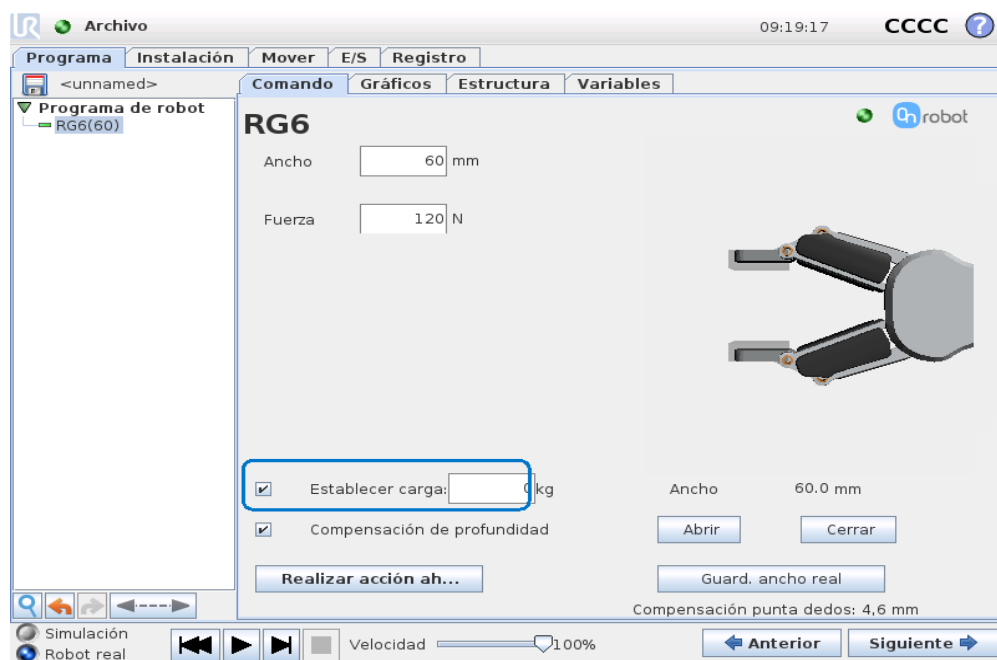 UR Archivo 09:19:17 CCCC ?
Programa Instalación Mover E/S Registro
<unnamed> Comando Gráficos Estructura Variables
Programa de robot
RG6(60)
RG6
On robot
Ancho 60 mm
Fuerza 120 N
Establecer carga: 0 kg Ancho 60.0 mm
Compensación de profundidad Abrir Cerrar
Realizar acción ah... Guard. ancho real
Compensación punta dedos: 4,6 mm
Simulación
Robot real
Velocidad 100% Anterior Siguiente